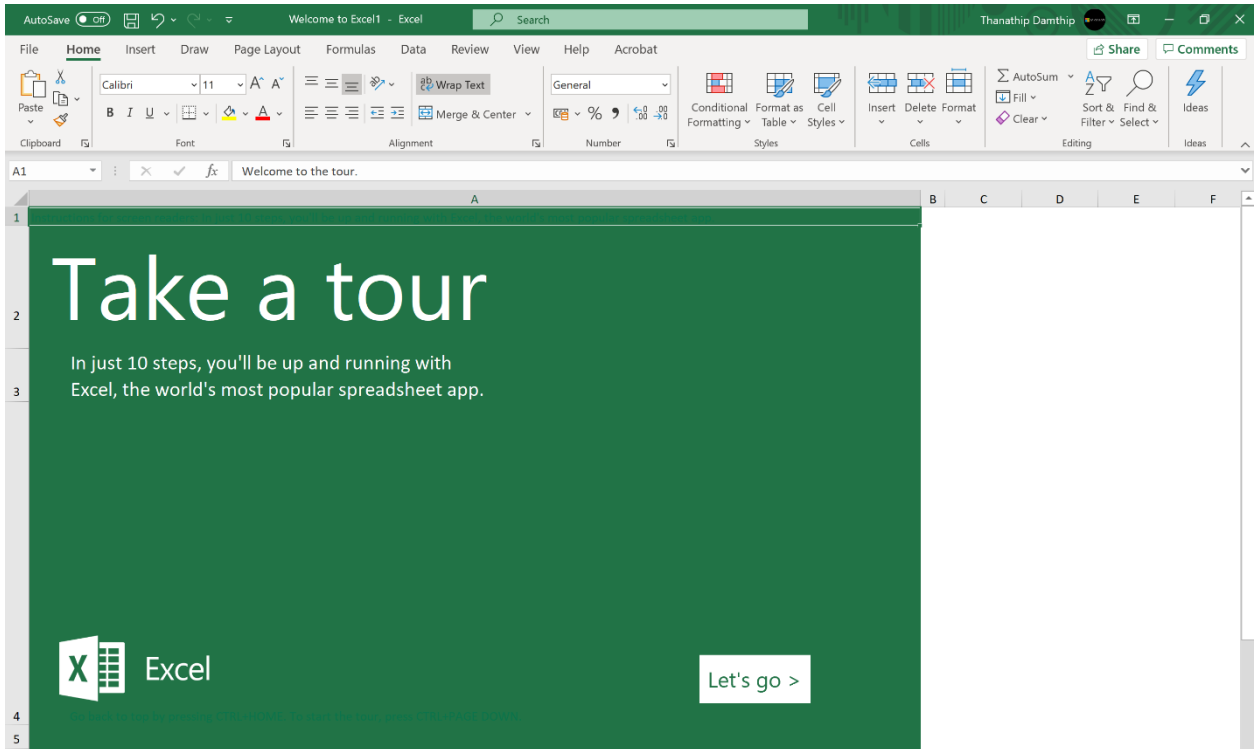 AutoSave Off Welcome to Excel1 - Excel Search Thanathip Damthip
File Home Insert Draw Page Layout Formulas Data Review View Help Acrobat Share Comments
Paste
Calibri 11 A^ A˅ ab Wrap Text General
B I U A Merge & Center % 9
Conditional Formatting Format as Table Cell Styles
Insert Delete Format
AutoSum
Fill
Clear
Sort & Filter Find & Select
Ideas
Clipboard Font Alignment Number Styles Cells Editing Ideas
A1 fx Welcome to the tour.
A B C D E F
1
2 Take a tour
In just 10 steps, you'll be up and running with
3 Excel, the world's most popular spreadsheet app.
X Excel
Let's go >
4
5